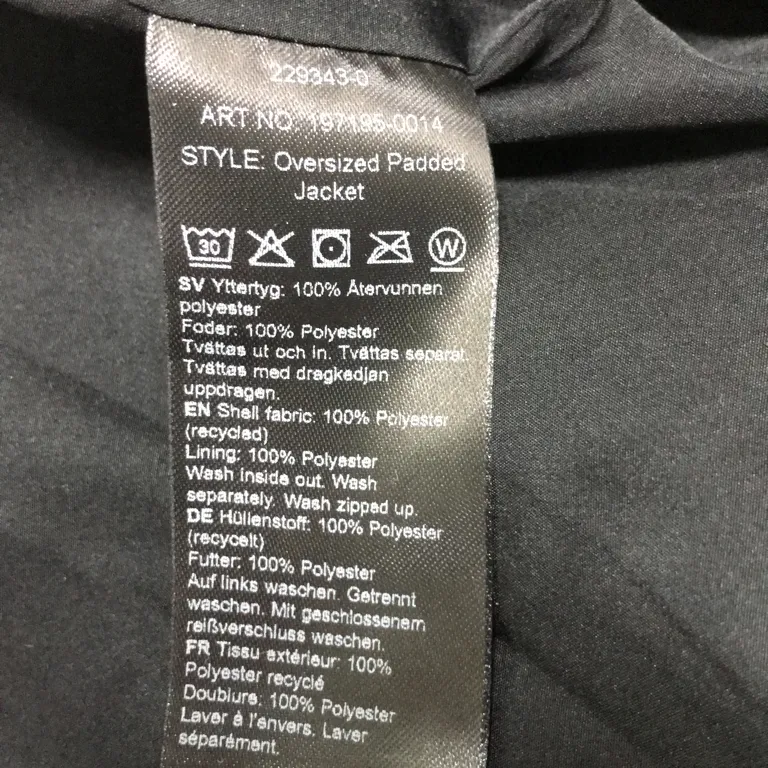 229343-0
ART NO: 197195-0014
STYLE: Oversized Padded
Jacket
30
W
SV Yttertyg: 100% Återvunnen
polyester
Foder: 100% Polyester
Tvättas ut och in. Tvättas separat.
Tvättas med dragkedjan
uppdragen.
EN Shell fabric: 100% Polyester
(recycled)
Lining: 100% Polyester
Wash inside out. Wash
separately. Wash zipped up.
DE Hüllenstoff: 100% Polyester
(recycelt)
Futter: 100% Polyester
Auf links waschen. Getrennt
waschen. Mit geschlossenem
reißverschluss waschen.
FR Tissu extérieur: 100%
Polyester recyclé
Doublure: 100% Polyester
Laver à l'envers. Laver
séparément.